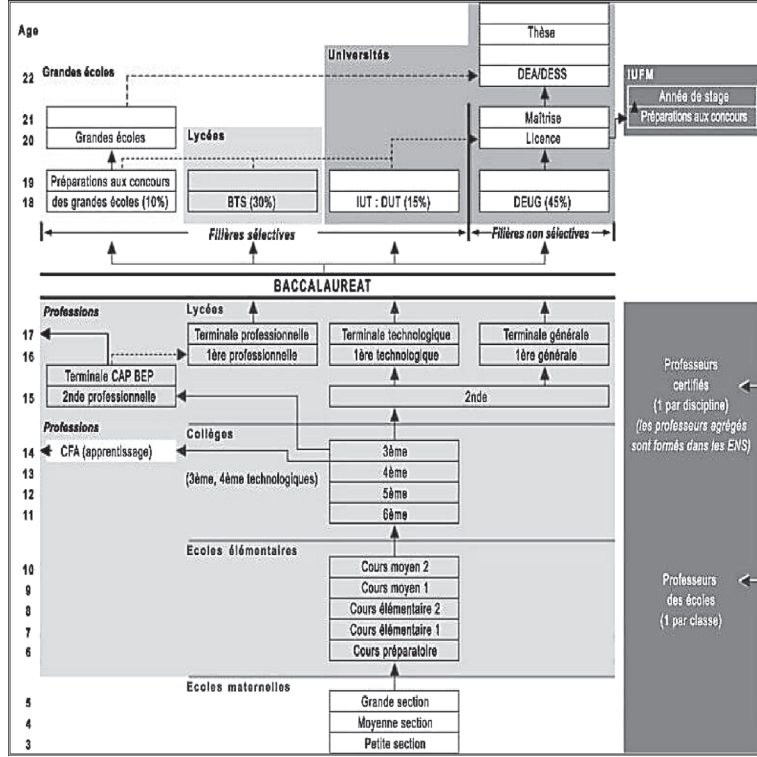 Age
Thèse
Universités
22 Grandes écoles
DEA/DESS
IUFM
Année de stage
21
Maîtrise
Préparations aux concours
20
Grandes écoles
Lycées
Licence
19
Préparations aux concours
18
des grandes écoles (10%)
BTS (30%)
IUT : DUT (15%)
DEUG (45%)
Filières sélectives
Filières non sélectives
BACCALAUREAT
Professions
Lycées
17
Terminale professionnelle
Terminale technologique
Terminale générale
16
1ère professionnelle
1ère technologique
1ère générale
Terminale CAP BEP
15
2nde professionnelle
2nde
Professeurs
certifiés
(1 par discipline)
(les professeurs agrégés
sont formés dans les ENS)
Professions
Collèges
14
CFA (apprentissage)
3ème
13
(3ème, 4ème technologiques)
4ème
12
5ème
11
6ème
Ecoles élémentaires
10
Cours moyen 2
9
Cours moyen 1
8
Cours élémentaire 2
7
Cours élémentaire 1
6
Cours préparatoire
Professeurs
des écoles
(1 par classe)
Ecoles maternelles
5
Grande section
4
Moyenne section
3
Petite section